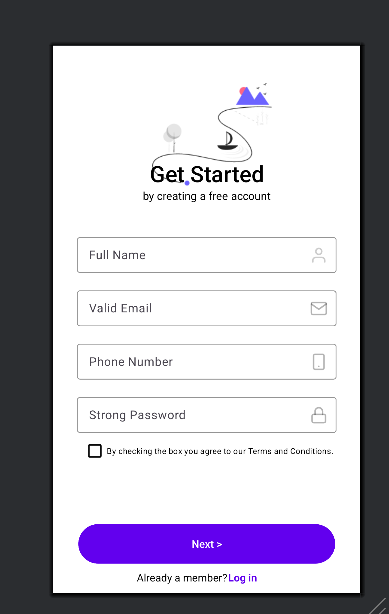 Get Started
by creating a free account
Full Name
Valid Email
Phone Number
Strong Password
By checking the box you agree to our Terms and Conditions.
Next >
Already a member?Log in